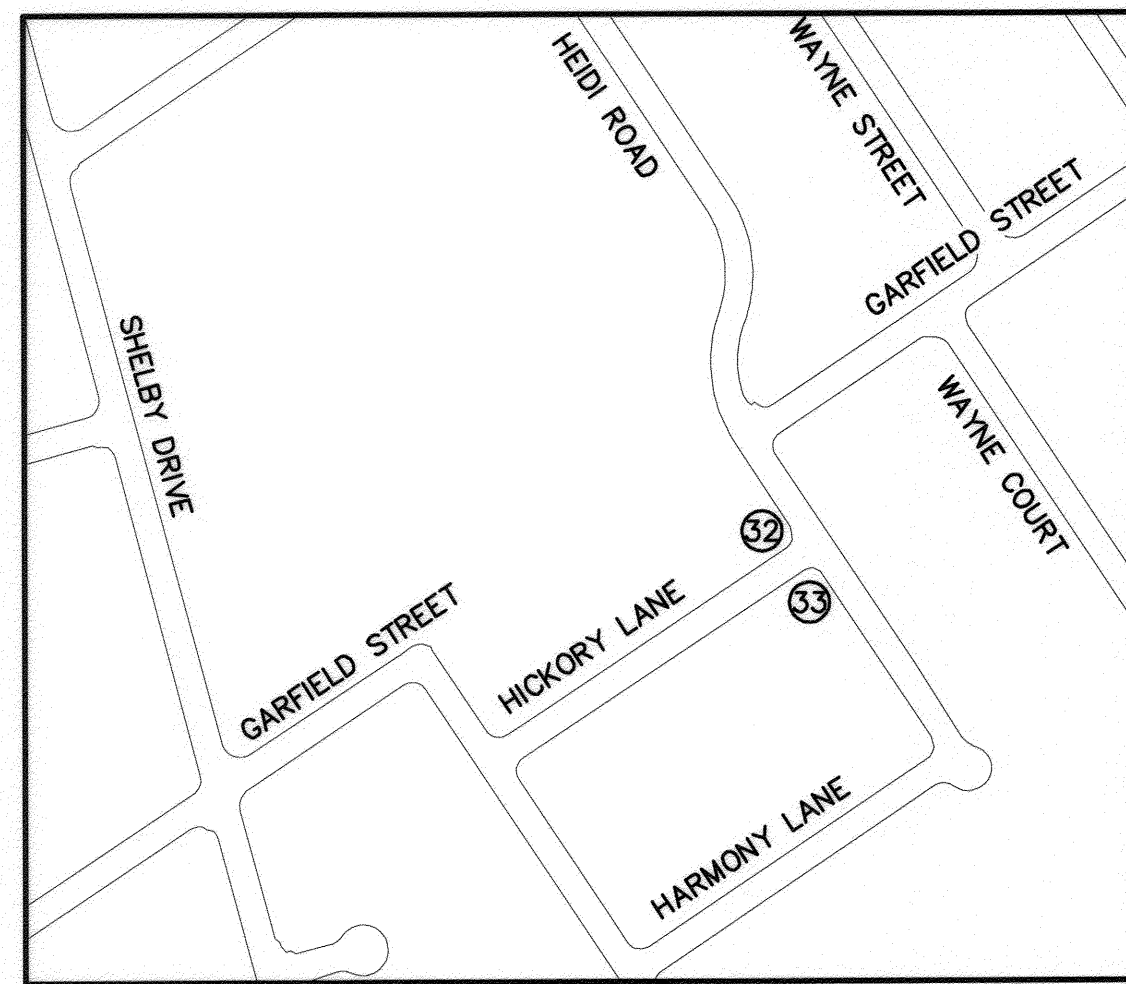 HEIDI ROAD
WAYNE STREET
GARFIELD STREET
SHELBY DRIVE
WAYNE COURT
32
GARFIELD STREET
HICKORY LANE
33
HARMONY LANE